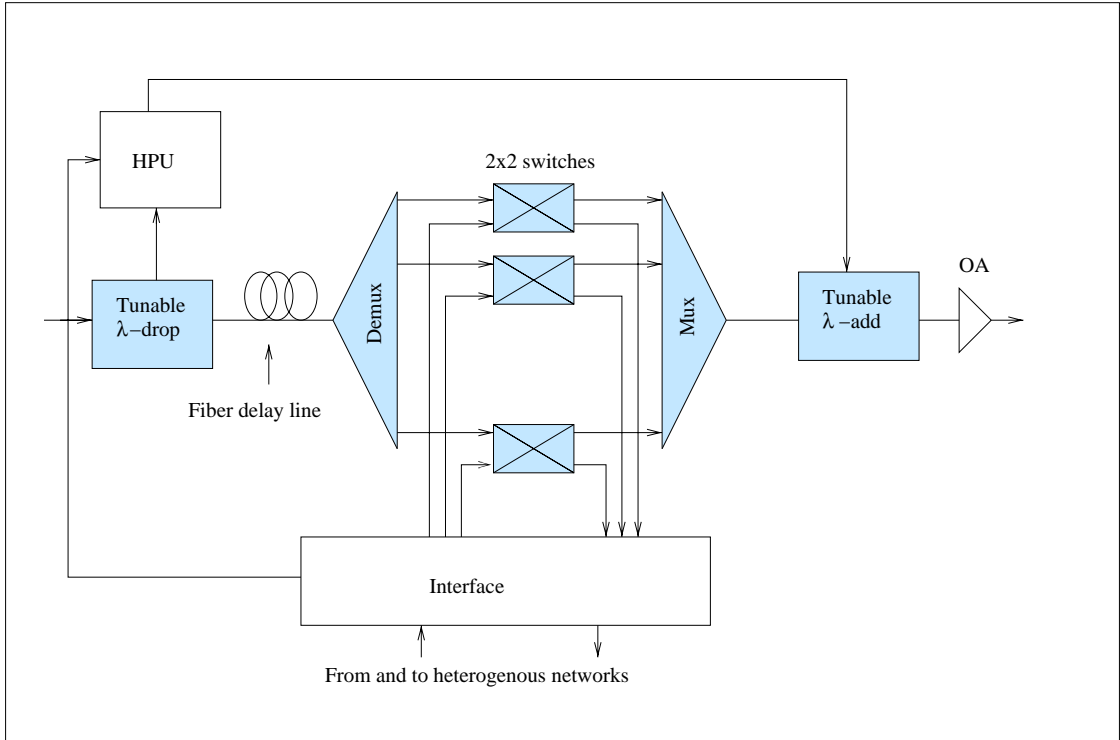 2x2 switches
HPU
OA
Tunable
λ-drop
Demux
Mux
Tunable
λ-add
Fiber delay line
Interface
From and to heterogenous networks